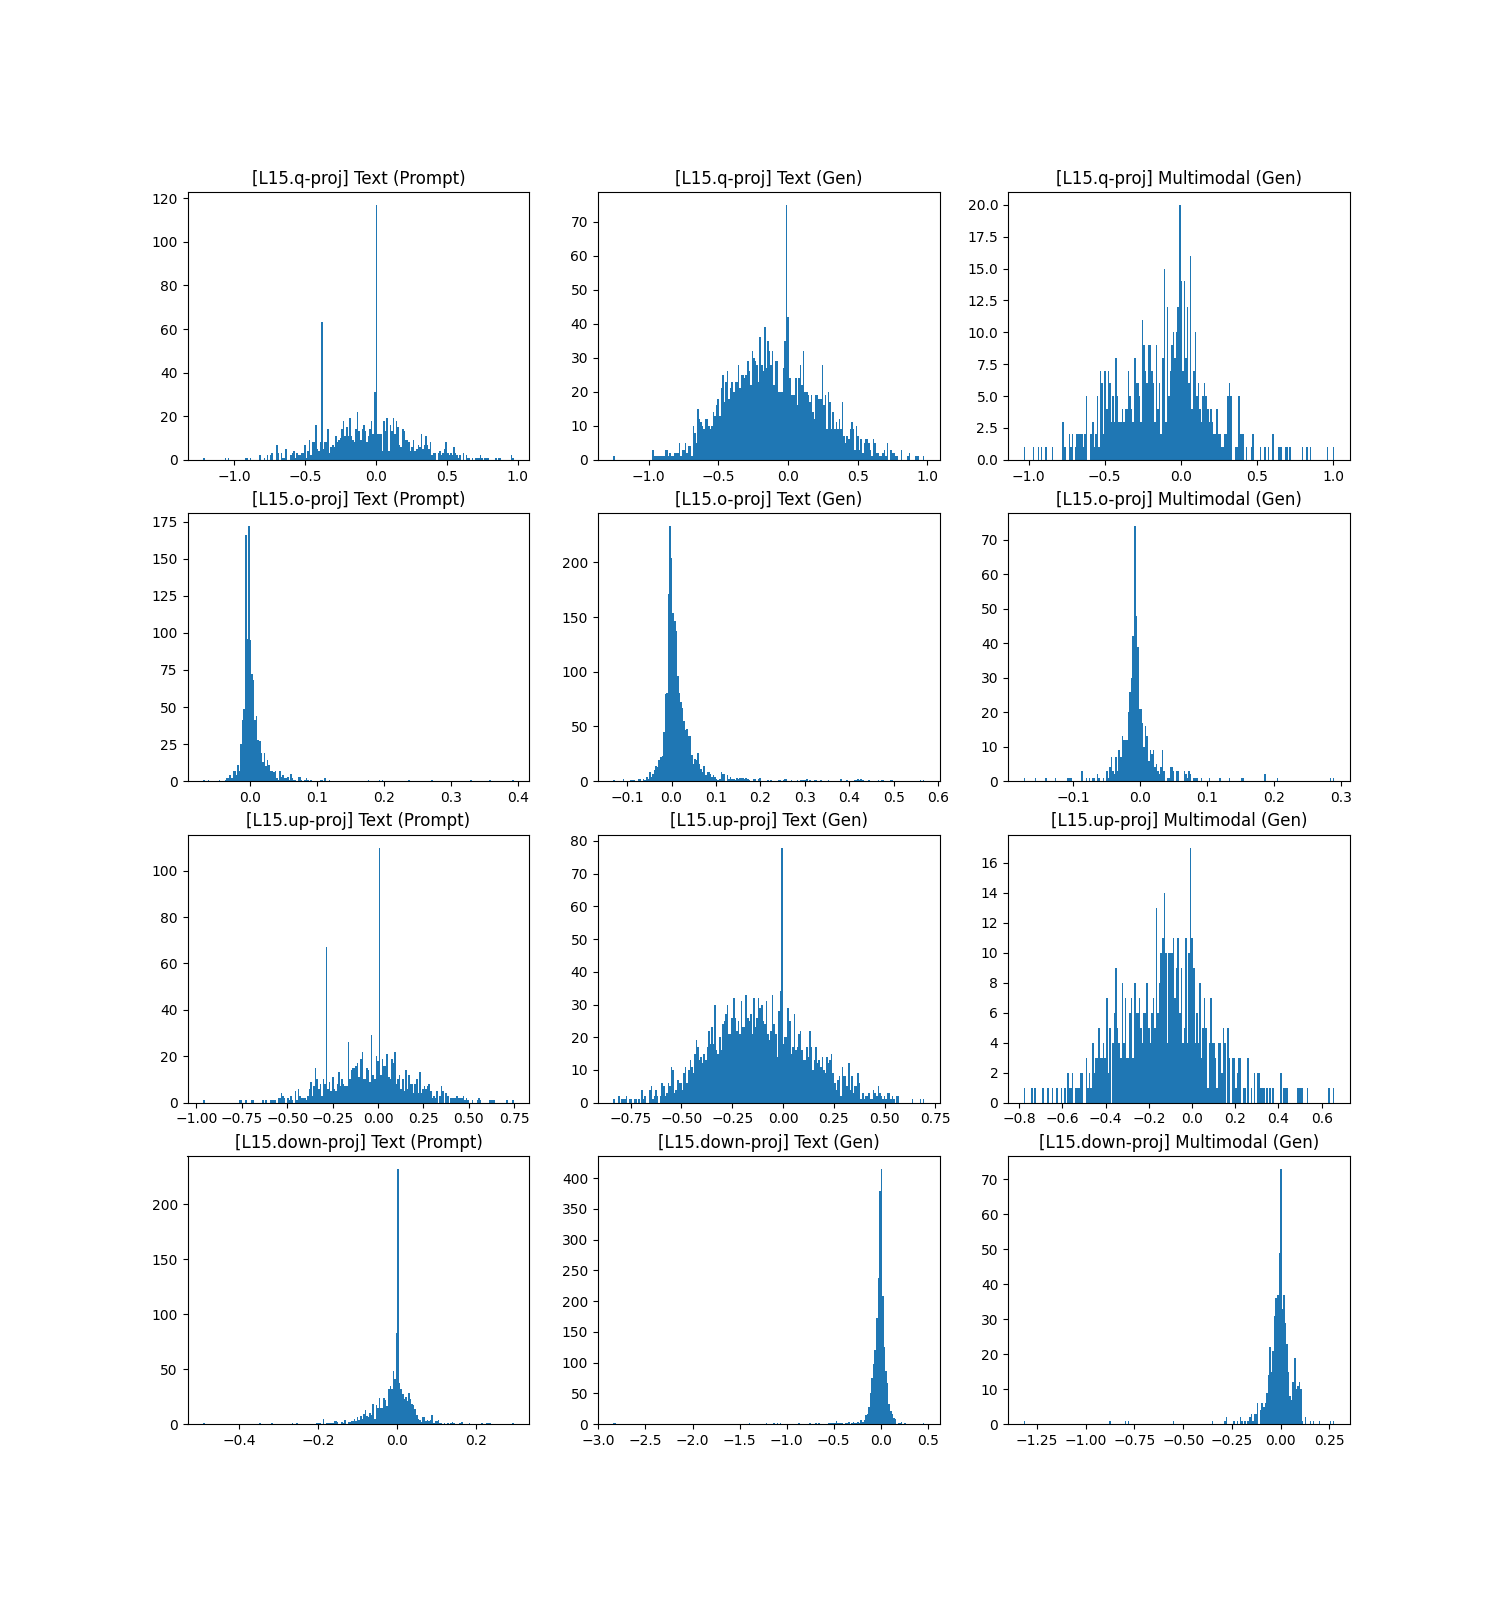 [L15.q-proj] Text (Prompt) [L15.q-proj] Text (Gen) [L15.q-proj] Multimodal (Gen)
120 100 80 60 40 20 0
−1.0 −0.5 0.0 0.5 1.0
70 60 50 40 30 20 10 0
−1.0 −0.5 0.0 0.5 1.0
20.0 17.5 15.0 12.5 10.0 7.5 5.0 2.5 0.0
−1.0 −0.5 0.0 0.5 1.0
[L15.o-proj] Text (Prompt) [L15.o-proj] Text (Gen) [L15.o-proj] Multimodal (Gen)
175 150 125 100 75 50 25 0
0.0 0.1 0.2 0.3 0.4
200 150 100 50 0
−0.1 0.0 0.1 0.2 0.3 0.4 0.5 0.6
70 60 50 40 30 20 10 0
−0.1 0.0 0.1 0.2 0.3
[L15.up-proj] Text (Prompt) [L15.up-proj] Text (Gen) [L15.up-proj] Multimodal (Gen)
100 80 60 40 20 0
−1.00 −0.75 −0.50 −0.25 0.00 0.25 0.50 0.75
80 70 60 50 40 30 20 10 0
−0.75 −0.50 −0.25 0.00 0.25 0.50 0.75
16 14 12 10 8 6 4 2 0
−0.8 −0.6 −0.4 −0.2 0.0 0.2 0.4 0.6
[L15.down-proj] Text (Prompt) [L15.down-proj] Text (Gen) [L15.down-proj] Multimodal (Gen)
200 150 100 50 0
−0.4 −0.2 0.0 0.2
400 350 300 250 200 150 100 50 0
−3.0 −2.5 −2.0 −1.5 −1.0 −0.5 0.0 0.5
70 60 50 40 30 20 10 0
−1.25 −1.00 −0.75 −0.50 −0.25 0.00 0.25